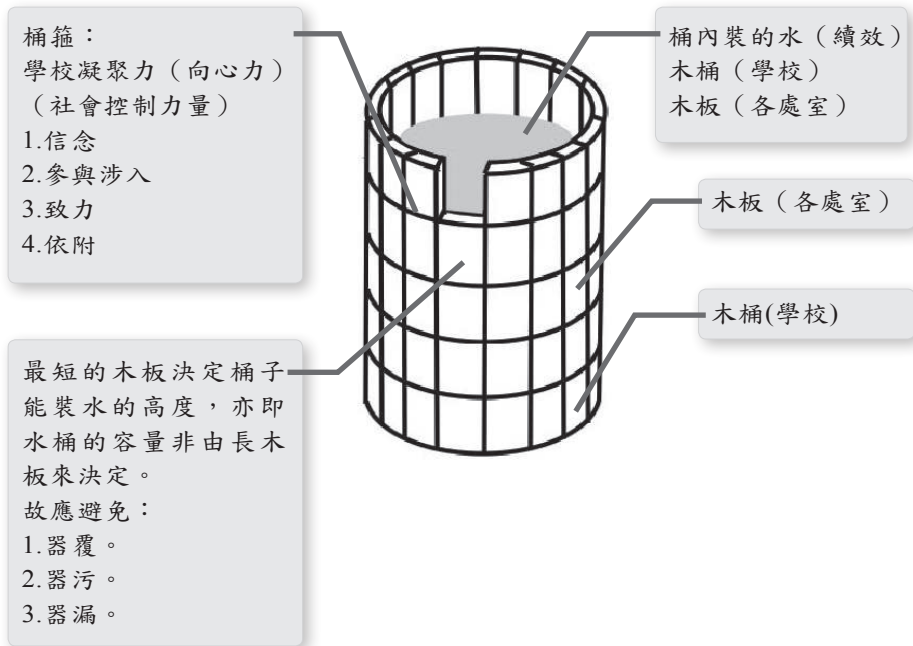 桶箍：
學校凝聚力（向心力）
（社會控制力量）
1.信念
2.參與涉入
3.致力
4.依附
桶內裝的水（績效）
木桶（學校）
木板（各處室）
木板（各處室）
木桶(學校)
最短的木板決定桶子
能裝水的高度，亦即
水桶的容量非由長木
板來決定。
故應避免：
1.器覆。
2.器污。
3.器漏。